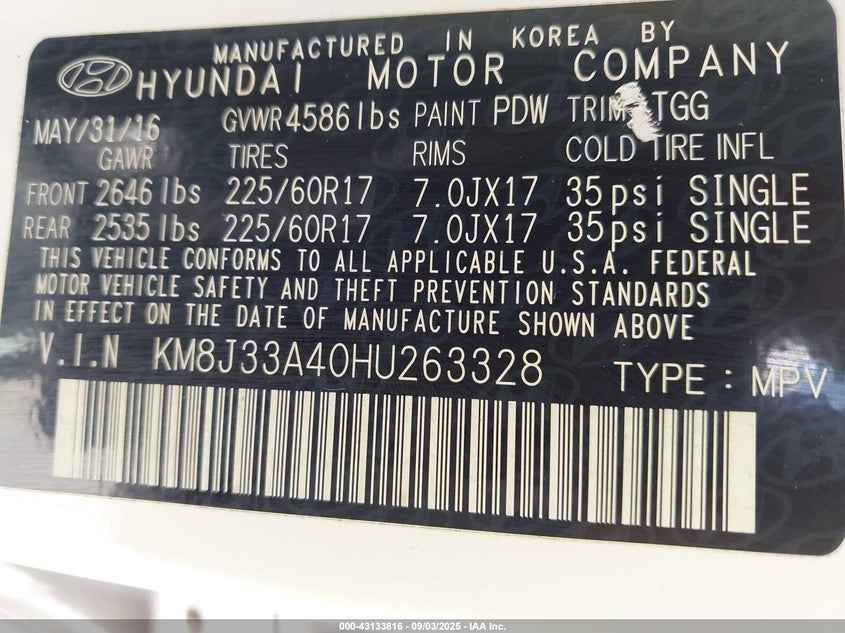 MANUFACTURED IN KOREA BY
HYUNDAI MOTOR COMPANY
MAY/31/16 GVWR 4586 lbs PAINT PDW TRIM TGG
GAWR TIRES RIMS COLD TIRE INFL
FRONT 2646 lbs 225/60R17 7.0JX17 35psi SINGLE
REAR 2535 lbs 225/60R17 7.0JX17 35psi SINGLE
THIS VEHICLE CONFORMS TO ALL APPLICABLE U.S.A. FEDERAL
MOTOR VEHICLE SAFETY AND THEFT PREVENTION STANDARDS
IN EFFECT ON THE DATE OF MANUFACTURE SHOWN ABOVE
V.I.N KM8J33A40HU263328 TYPE : MPV
000-43133816 - 09/03/2025 - IAA Inc.